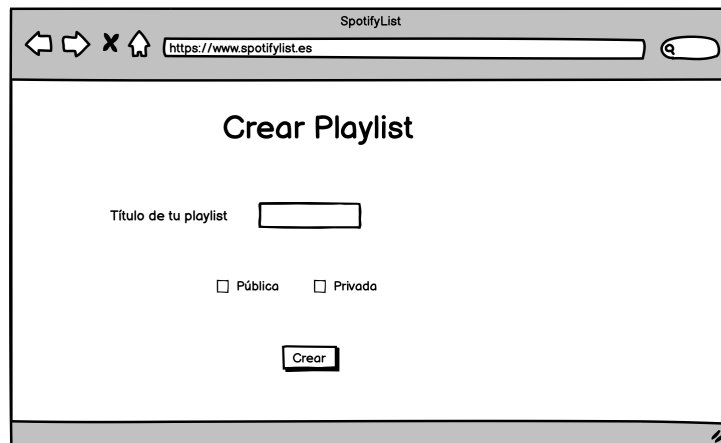 SpotifyList
https://www.spotifylist.es
Crear Playlist
Título de tu playlist
Pública Privada
Crear